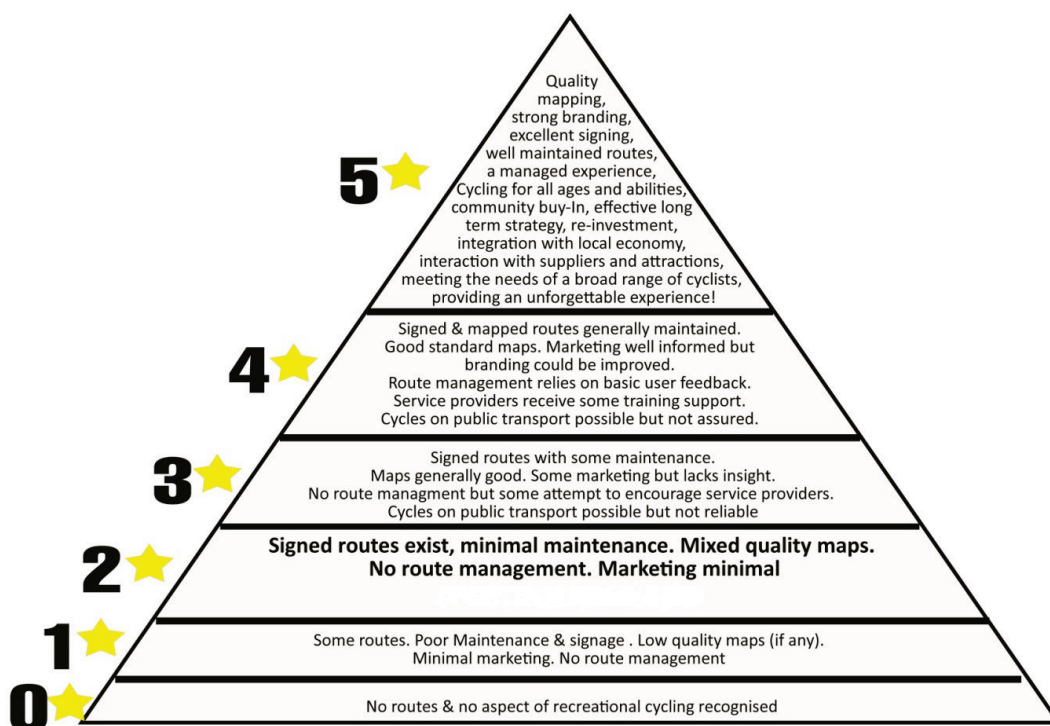 Quality
mapping,
strong branding,
excellent signing,
well maintained routes,
a managed experience,
Cycling for all ages and abilities,
community buy-In, effective long
term strategy, re-investment,
integration with local economy,
interaction with suppliers and attractions,
meeting the needs of a broad range of cyclists,
providing an unforgettable experience!
5
Signed & mapped routes generally maintained.
Good standard maps. Marketing well informed but
branding could be improved.
Route management relies on basic user feedback.
Service providers receive some training support.
Cycles on public transport possible but not assured.
4
Signed routes with some maintenance.
Maps generally good. Some marketing but lacks insight.
No route managment but some attempt to encourage service providers.
Cycles on public transport possible but not reliable
3
Signed routes exist, minimal maintenance. Mixed quality maps.
No route management. Marketing minimal
2
Some routes. Poor Maintenance & signage . Low quality maps (if any).
Minimal marketing. No route management
1
No routes & no aspect of recreational cycling recognised
0